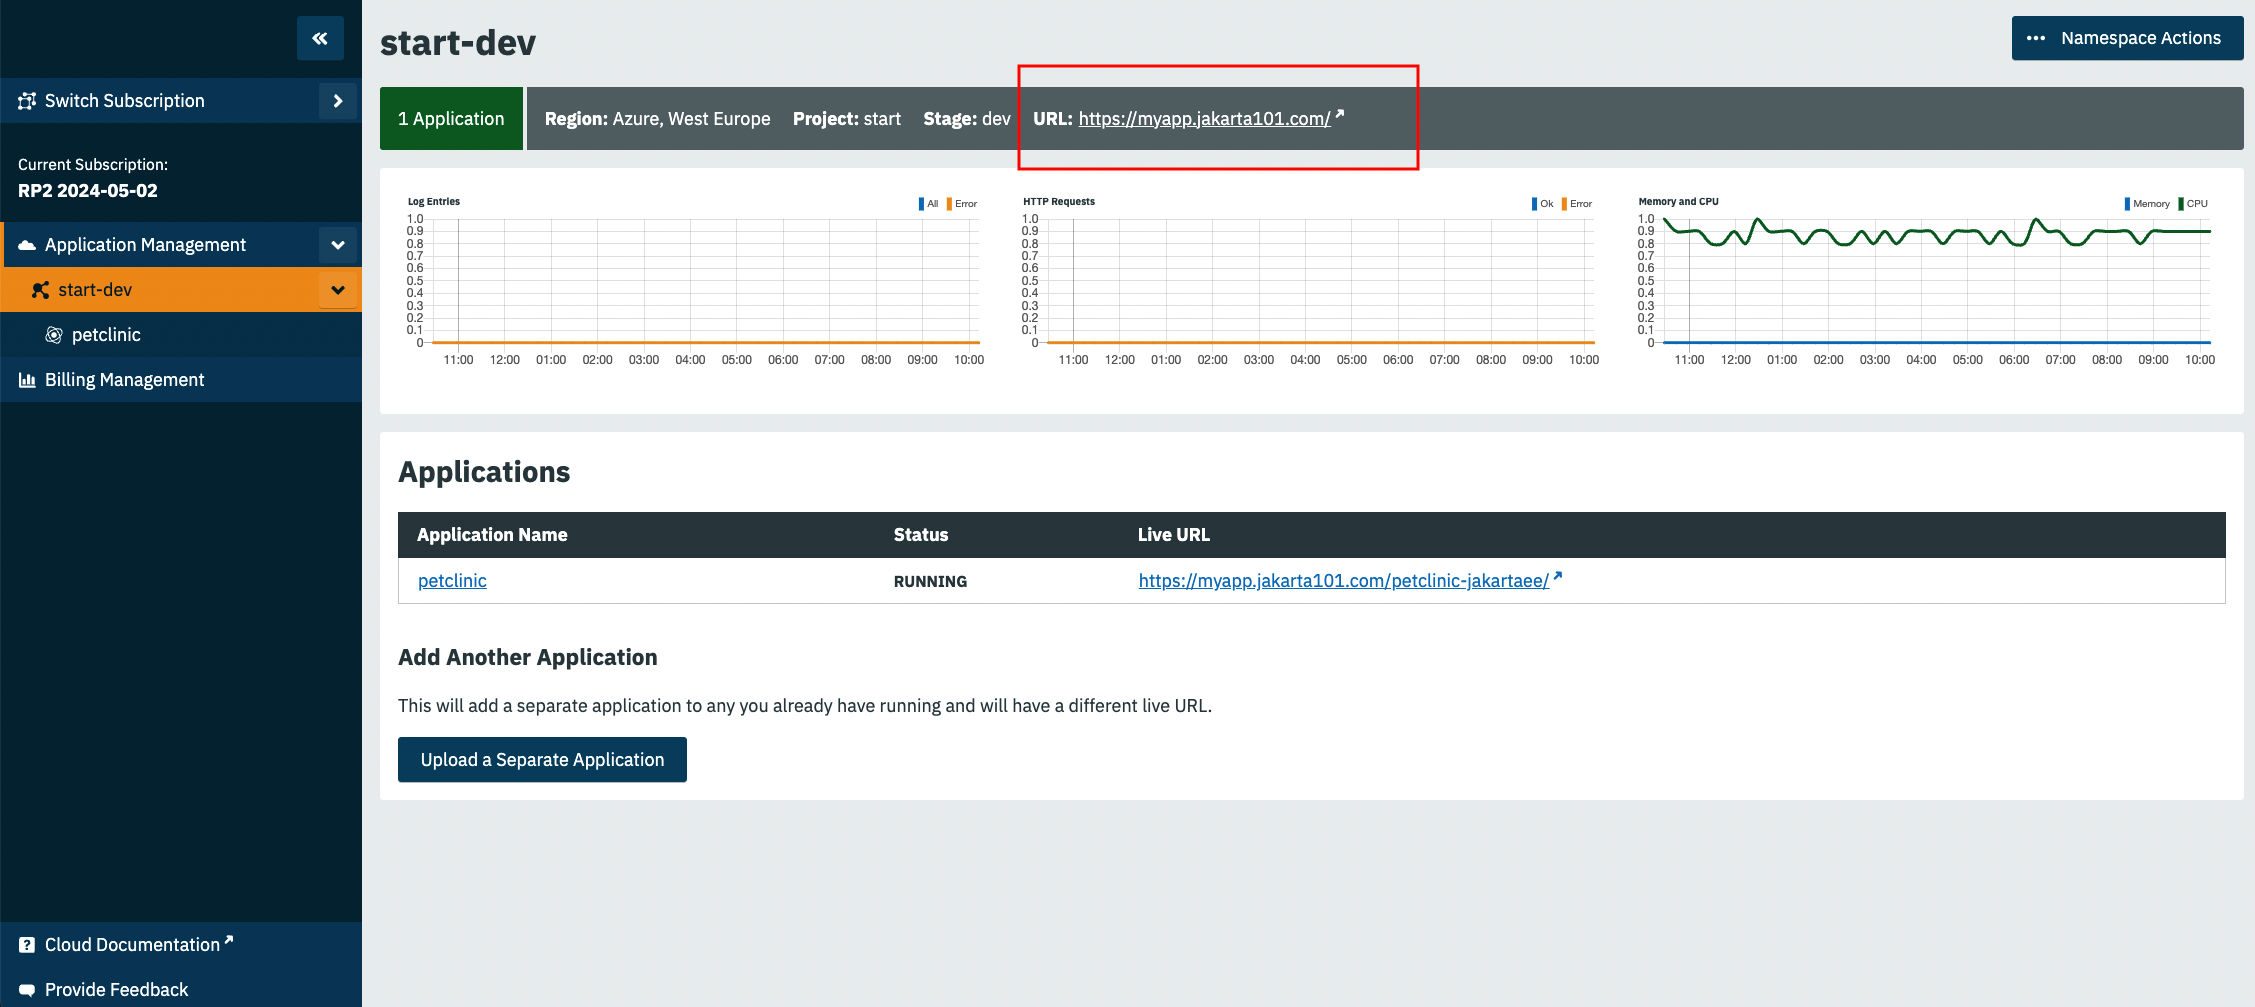 Switch Subscription
Current Subscription:
RP2 2024-05-02
Application Management
start-dev
petclinic
Billing Management
Cloud Documentation
Provide Feedback
start-dev
Namespace Actions
1 Application
Region: Azure, West Europe Project: start Stage: dev URL: https://myapp.jakarta101.com/
Log Entries
All Error
1.0
0.9
0.8
0.7
0.6
0.5
0.4
0.3
0.2
0.1
0
11:00 12:00 01:00 02:00 03:00 04:00 05:00 06:00 07:00 08:00 09:00 10:00
HTTP Requests
Ok Error
1.0
0.9
0.8
0.7
0.6
0.5
0.4
0.3
0.2
0.1
0
11:00 12:00 01:00 02:00 03:00 04:00 05:00 06:00 07:00 08:00 09:00 10:00
Memory and CPU
Memory CPU
1.0
0.9
0.8
0.7
0.6
0.5
0.4
0.3
0.2
0.1
0
11:00 12:00 01:00 02:00 03:00 04:00 05:00 06:00 07:00 08:00 09:00 10:00
Applications
Application Name Status Live URL
petclinic RUNNING https://myapp.jakarta101.com/petclinic-jakartaee/
Add Another Application
This will add a separate application to any you already have running and will have a different live URL.
Upload a Separate Application